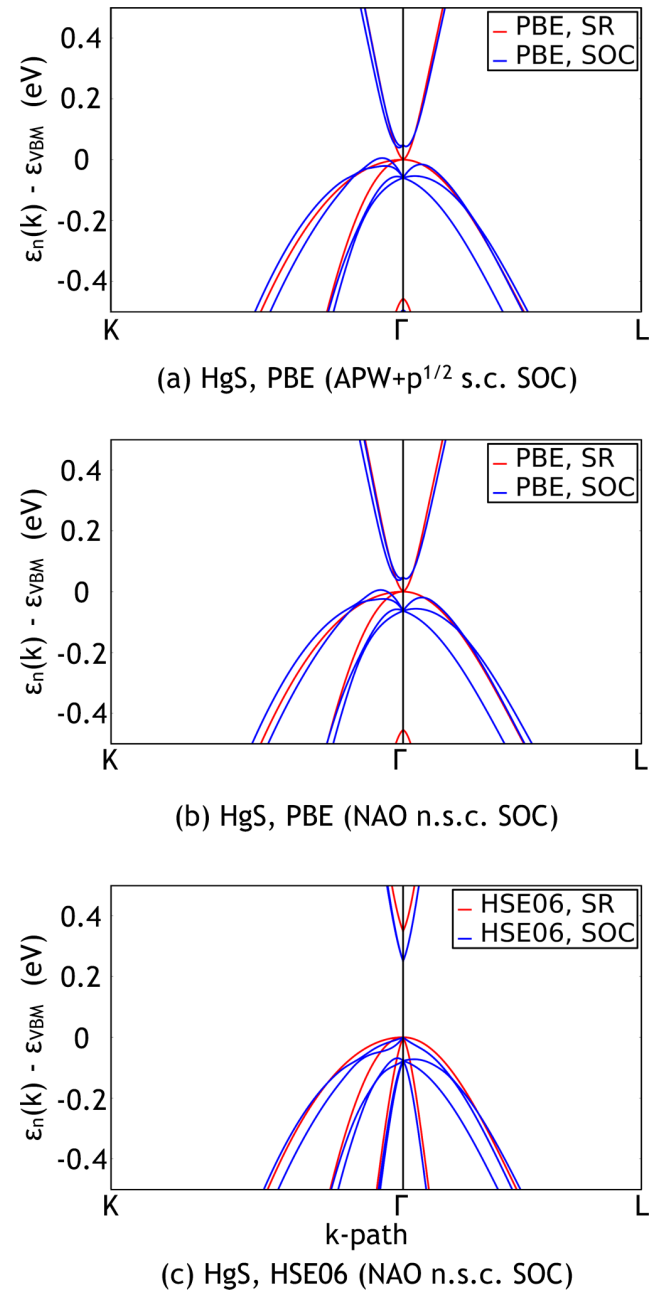 PBE, SR
PBE, SOC
0.4
0.2
0
-0.2
-0.4
εn(k) - εVBM (eV)
K Γ L
(a) HgS, PBE (APW+p1/2 s.c. SOC)
PBE, SR
PBE, SOC
0.4
0.2
0
-0.2
-0.4
εn(k) - εVBM (eV)
K Γ L
(b) HgS, PBE (NAO n.s.c. SOC)
HSE06, SR
HSE06, SOC
0.4
0.2
0
-0.2
-0.4
εn(k) - εVBM (eV)
K Γ L
k-path
(c) HgS, HSE06 (NAO n.s.c. SOC)